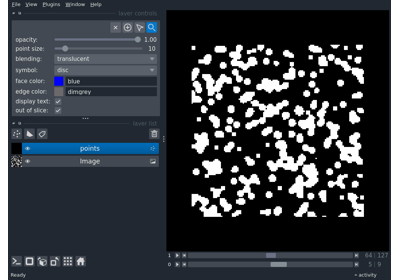 File View Plugins Window Help
layer controls
opacity: 1.00
point size: 10
blending: translucent
symbol: disc
face color: blue
edge color: dimgrey
display text:
out of slice:
layer list
points
Image
1 64 127
0 5 9
Ready activity